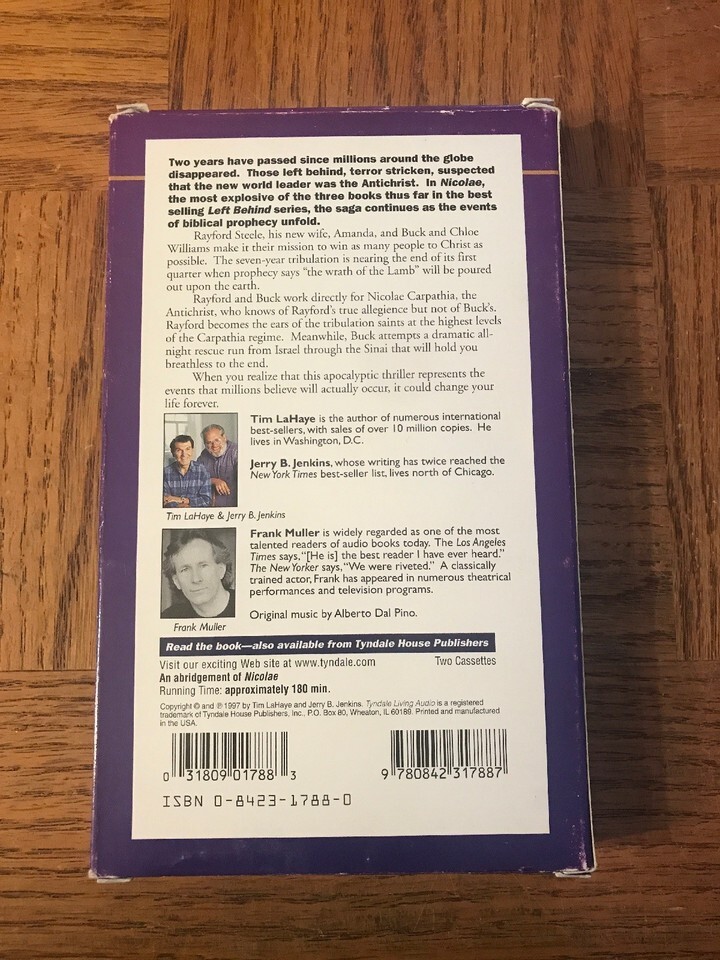 Two years have passed since millions around the globe
disappeared. Those left behind, terror stricken, suspected
that the new world leader was the Antichrist. In Nicolae,
the most explosive of the three books thus far in the best
selling Left Behind series, the saga continues as the events
of biblical prophecy unfold.
Rayford Steele, his new wife, Amanda, and Buck and Chloe
Williams make it their mission to win as many people to Christ as
possible. The seven-year tribulation is nearing the end of its first
quarter when prophecy says "the wrath of the Lamb" will be poured
out upon the earth.
Rayford and Buck work directly for Nicolae Carpathia, the
Antichrist, who knows of Rayford's true allegience but not of Buck's.
Rayford becomes the ears of the tribulation saints at the highest levels
of the Carpathia regime. Meanwhile, Buck attempts a dramatic all-
night rescue run from Israel through the Sinai that will hold you
breathless to the end.
When you realize that this apocalyptic thriller represents the
events that millions believe will actually occur, it could change your
life forever.
Tim LaHaye is the author of numerous international
best-sellers, with sales of over 10 million copies. He
lives in Washington, D.C.
Jerry B. Jenkins, whose writing has twice reached the
New York Times best-seller list, lives north of Chicago.
Tim LaHaye & Jerry B. Jenkins
Frank Muller is widely regarded as one of the most
talented readers of audio books today. The Los Angeles
Times says, "[He is] the best reader I have ever heard."
The New Yorker says, "We were riveted." A classically
trained actor, Frank has appeared in numerous theatrical
performances and television programs.
Original music by Alberto Dal Pino.
Frank Muller
Read the book—also available from Tyndale House Publishers
Visit our exciting Web site at www.tyndale.com Two Cassettes
An abridgement of Nicolae
Running Time: approximately 180 min.
Copyright © and ℗ 1997 by Tim LaHaye and Jerry B. Jenkins. Tyndale Living Audio is a registered
trademark of Tyndale House Publishers, Inc., P.O. Box 80, Wheaton, IL 60189. Printed and manufactured
in the USA.
0 31809 01788 3
9 780842 317887
ISBN 0-8423-1788-0